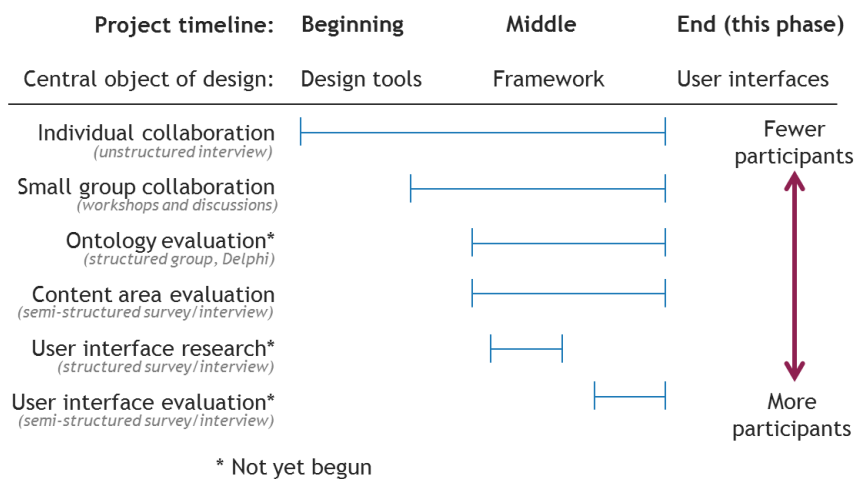 Project timeline: Beginning Middle End (this phase)
Central object of design: Design tools Framework User interfaces
Individual collaboration
(unstructured interview)
Fewer
participants
Small group collaboration
(workshops and discussions)
Ontology evaluation*
(structured group, Delphi)
Content area evaluation
(semi-structured survey/interview)
User interface research*
(structured survey/interview)
User interface evaluation*
(semi-structured survey/interview)
More
participants
* Not yet begun